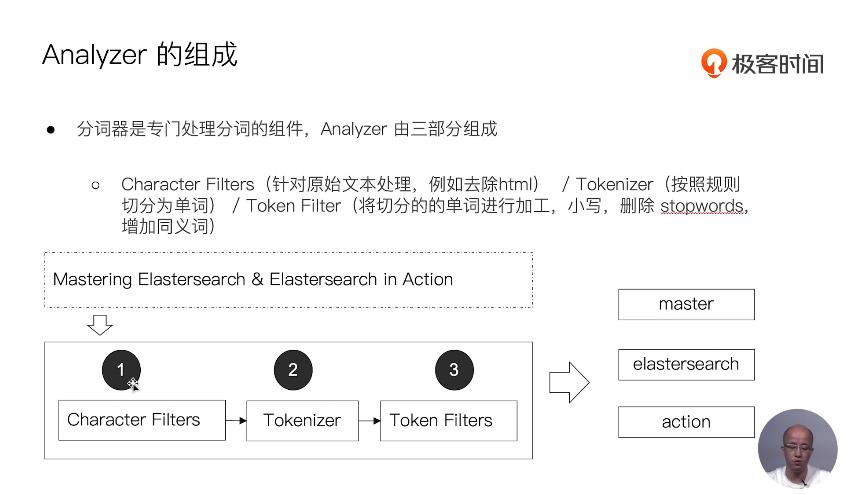 Analyzer 的组成
极客时间
● 分词器是专门处理分词的组件，Analyzer 由三部分组成
○ Character Filters（针对原始文本处理，例如去除html） / Tokenizer（按照规则
切分为单词） / Token Filter（将切分的的单词进行加工，小写，删除 stopwords,
增加同义词）
Mastering Elastersearch & Elastersearch in Action
1
2
3
Character Filters
Tokenizer
Token Filters
master
elastersearch
action